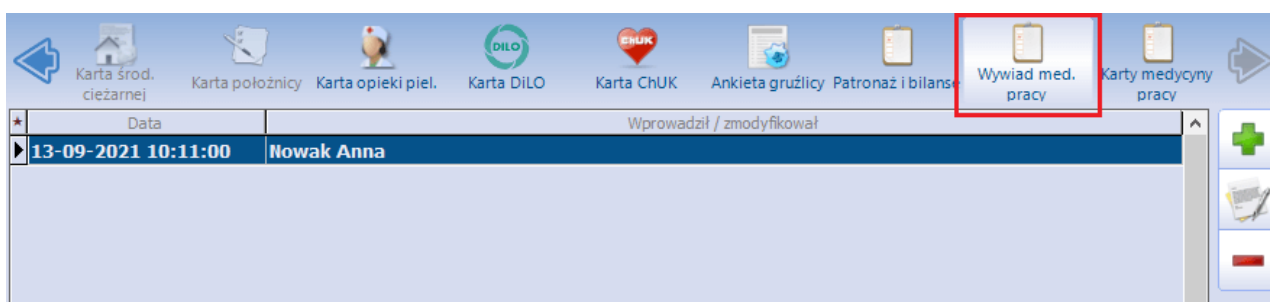 Karta środ.
ciężarnej
Karta położnicy
Karta opieki piel.
DILO
Karta DiLO
ChUK
Karta ChUK
Ankieta gruźlicy
Patronaż i bilanse
Wywiad med.
pracy
Karty medycyny
pracy
* Data Wprowadził / zmodyfikował
13-09-2021 10:11:00 Nowak Anna